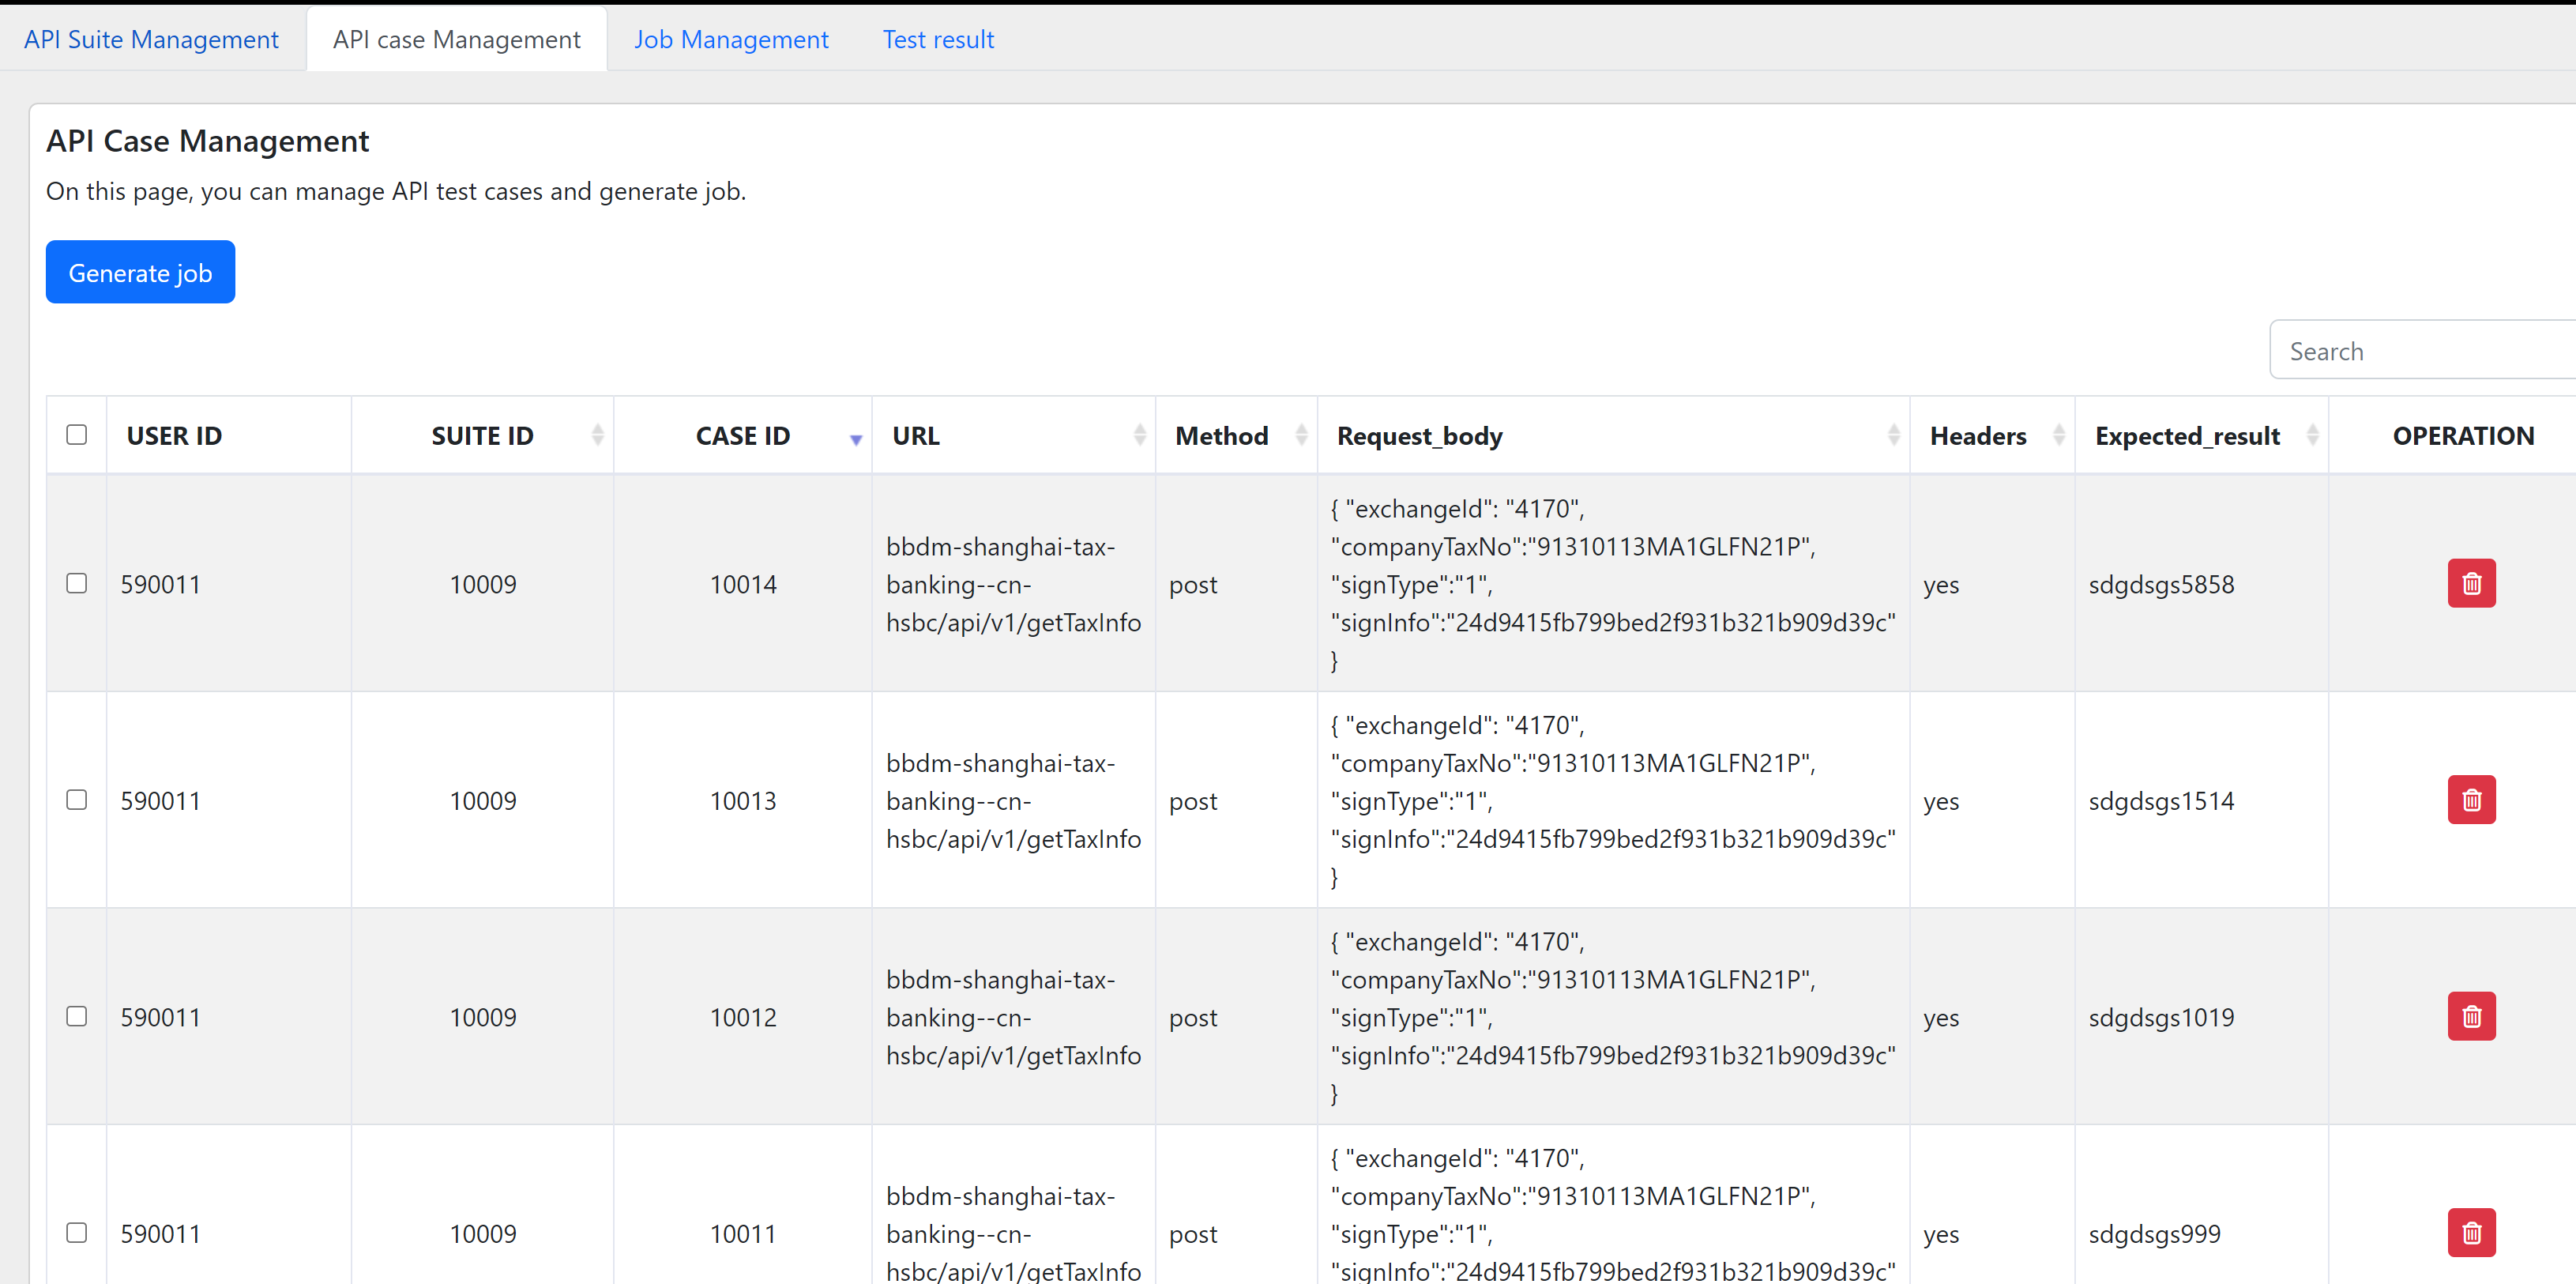 API Suite Management API case Management Job Management Test result
API Case Management
On this page, you can manage API test cases and generate job.
Generate job
Search
USER ID SUITE ID CASE ID URL Method Request_body Headers Expected_result OPERATION
590011 10009 10014
bbdm-shanghai-tax-
banking--cn-
hsbc/api/v1/getTaxInfo
post
{ "exchangeId": "4170",
"companyTaxNo":"91310113MA1GLFN21P",
"signType":"1",
"signInfo":"24d9415fb799bed2f931b321b909d39c"
}
yes sdgdsgs5858
590011 10009 10013
bbdm-shanghai-tax-
banking--cn-
hsbc/api/v1/getTaxInfo
post
{ "exchangeId": "4170",
"companyTaxNo":"91310113MA1GLFN21P",
"signType":"1",
"signInfo":"24d9415fb799bed2f931b321b909d39c"
}
yes sdgdsgs1514
590011 10009 10012
bbdm-shanghai-tax-
banking--cn-
hsbc/api/v1/getTaxInfo
post
{ "exchangeId": "4170",
"companyTaxNo":"91310113MA1GLFN21P",
"signType":"1",
"signInfo":"24d9415fb799bed2f931b321b909d39c"
}
yes sdgdsgs1019
590011 10009 10011
bbdm-shanghai-tax-
banking--cn-
hsbc/api/v1/getTaxInfo
post
{ "exchangeId": "4170",
"companyTaxNo":"91310113MA1GLFN21P",
"signType":"1",
"signInfo":"24d9415fb799bed2f931b321b909d39c"
yes sdgdsgs999